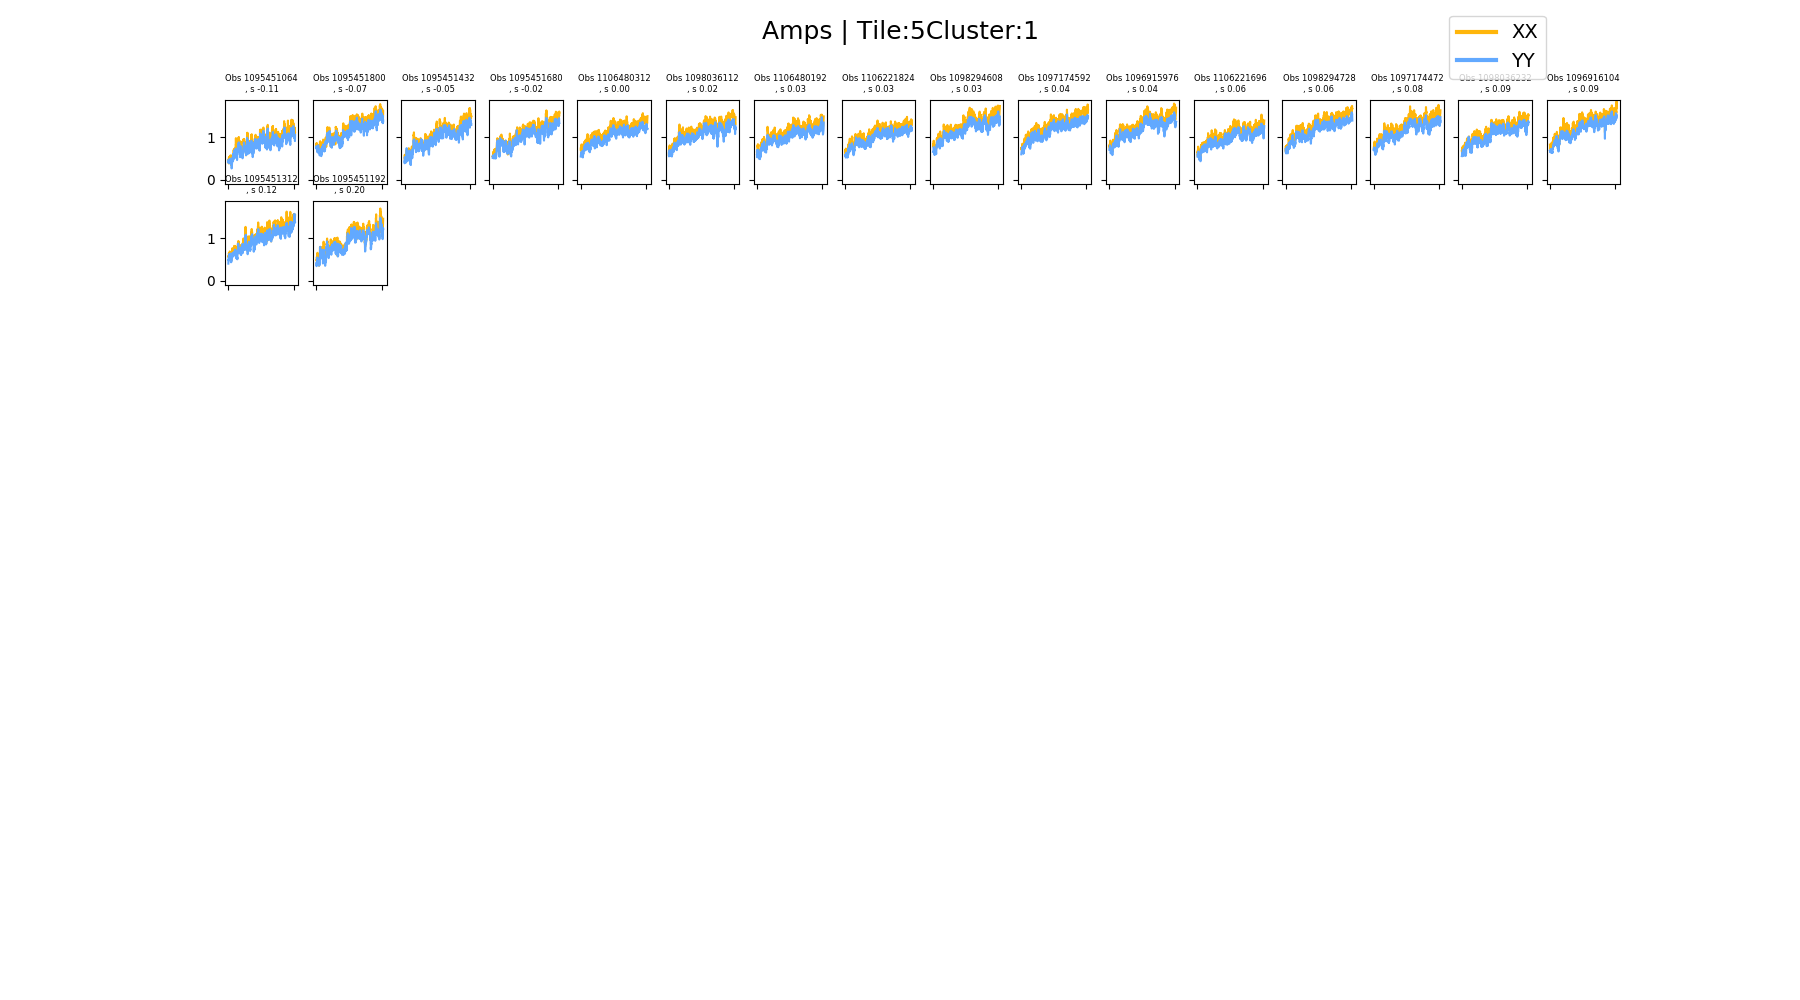 Amps | Tile:5Cluster:1
XX
YY
Obs 1095451064 Obs 1095451800 Obs 1095451432 Obs 1095451680 Obs 1106480312 Obs 1098036112 Obs 1106480192 Obs 1106221824 Obs 1098294608 Obs 1097174592 Obs 1096915976 Obs 1106221696 Obs 1098294728 Obs 1097174472 Obs 1098036232 Obs 1096916104
, s -0.11 , s -0.07 , s -0.05 , s -0.02 , s 0.00 , s 0.02 , s 0.03 , s 0.03 , s 0.03 , s 0.04 , s 0.04 , s 0.06 , s 0.06 , s 0.08 , s 0.09 , s 0.09
1
0
Obs 1095451312 Obs 1095451192
, s 0.12 , s 0.20
1
0